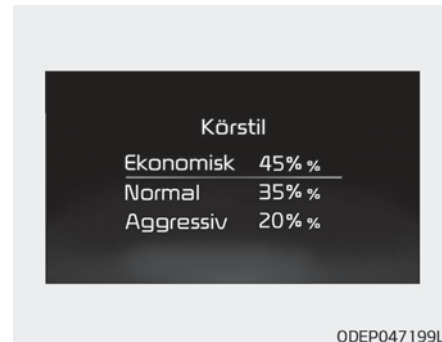 Körstil
Ekonomisk 45% %
Normal 35% %
Aggressiv 20% %
ODEP047199L